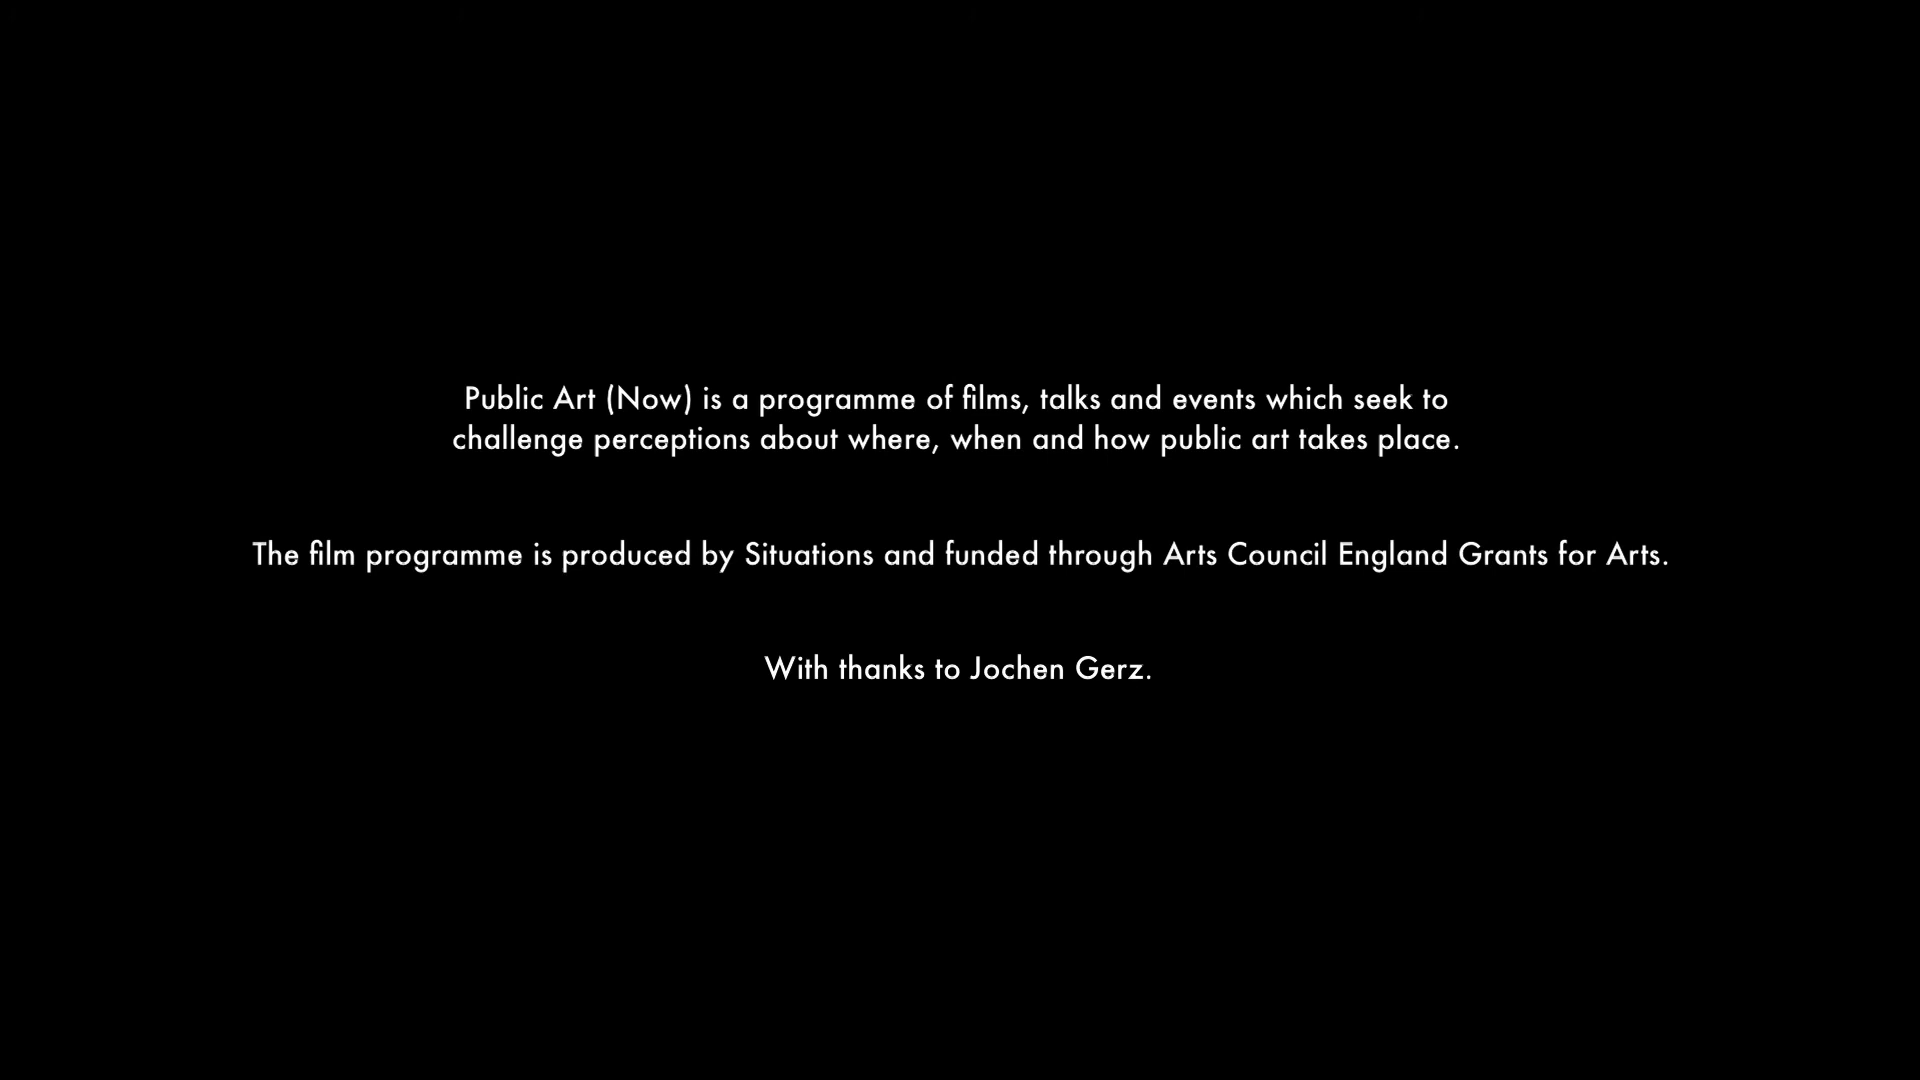 Public Art (Now) is a programme of films, talks and events which seek to
challenge perceptions about where, when and how public art takes place.
The film programme is produced by Situations and funded through Arts Council England Grants for Arts.
With thanks to Jochen Gerz.